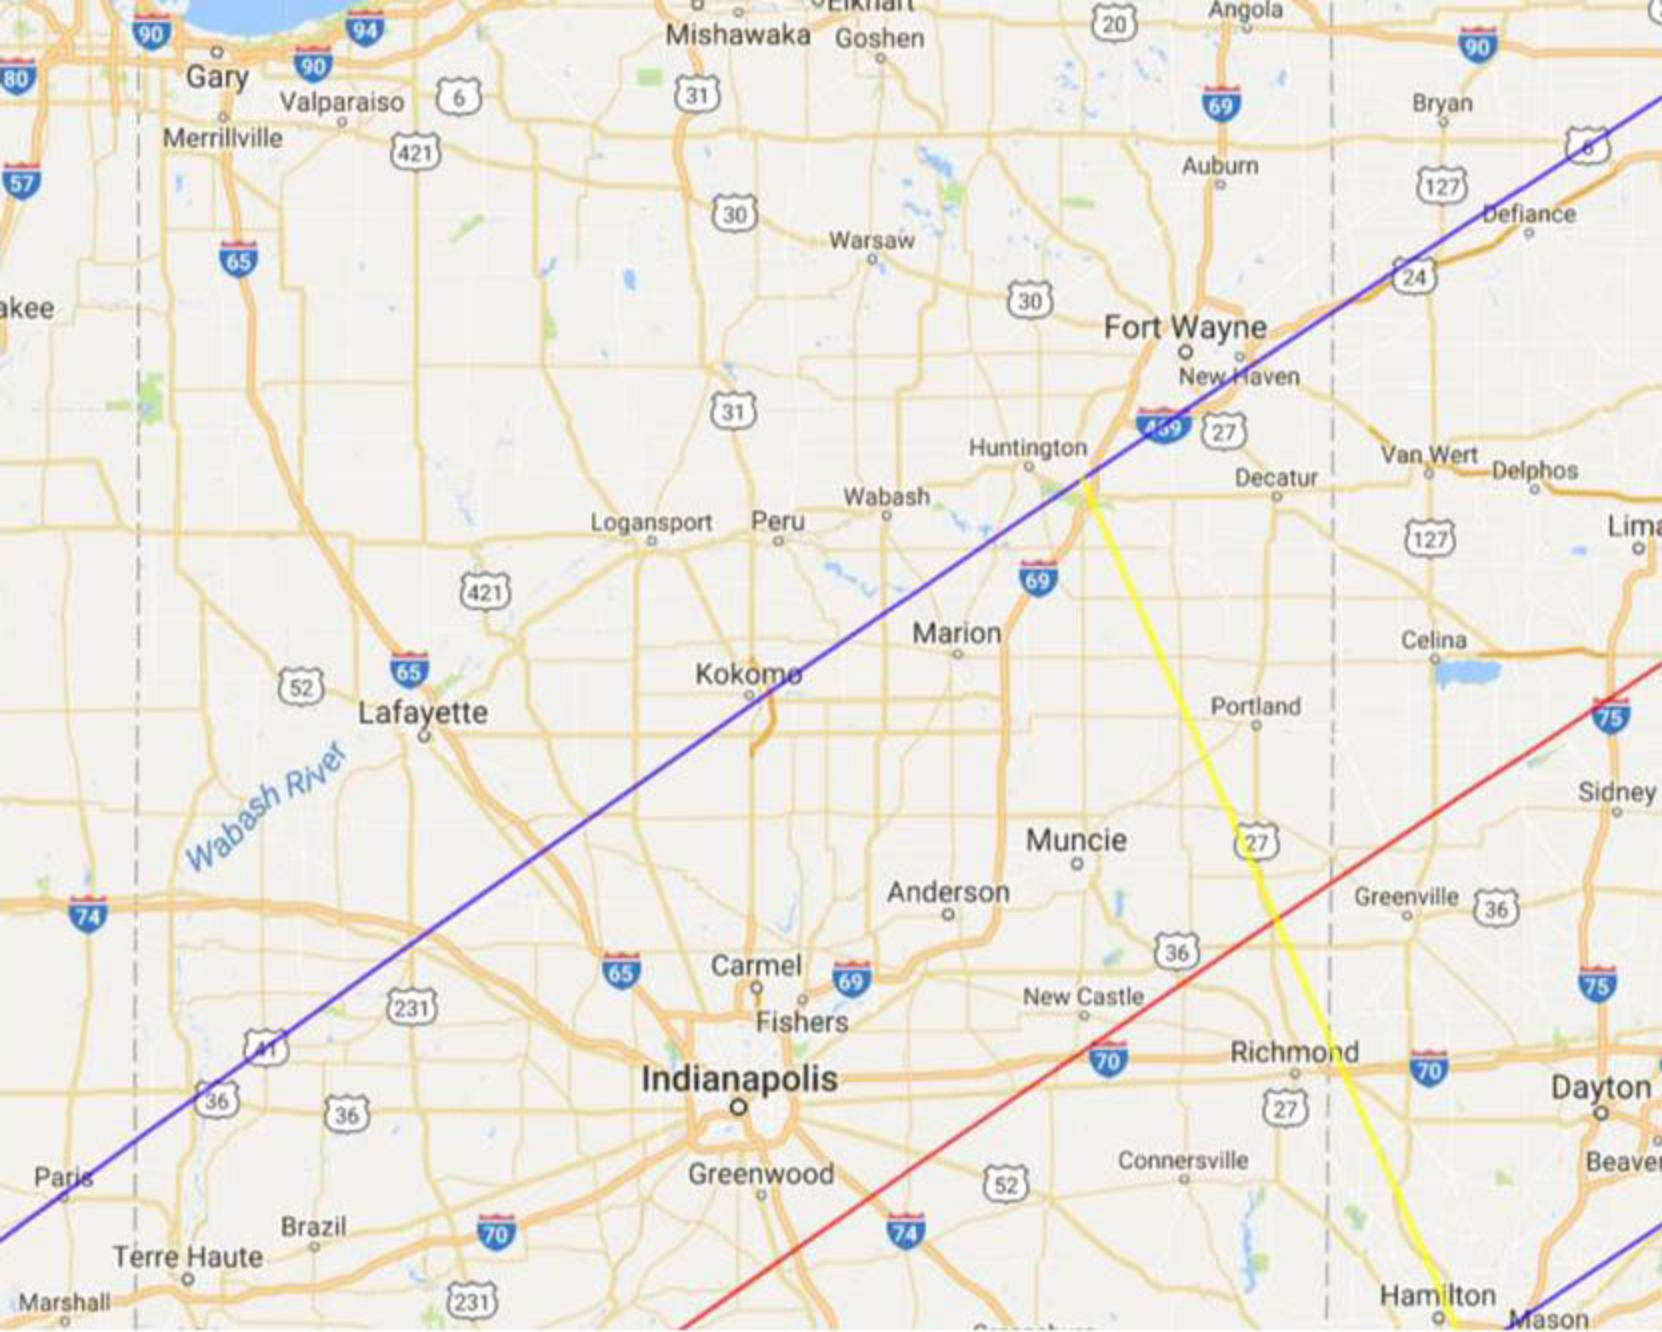 Elkhart
Angola
90
94
20
Mishawaka
Goshen
90
80
Gary
90
Valparaiso
6
31
69
Bryan
Merrillville
421
6
57
Auburn
127
30
Defiance
65
Warsaw
24
30
akee
Fort Wayne
New Haven
31
469
27
Huntington
Van Wert
Delphos
Decatur
Wabash
Logansport
Peru
Lima
127
69
421
Marion
Celina
65
Kokomo
52
Lafayette
Portland
75
Wabash River
Sidney
Muncie
27
Anderson
Greenville
36
74
36
Carmel
65
69
75
New Castle
231
Fishers
41
70
Richmond
70
Indianapolis
Dayton
36
36
27
Paris
Greenwood
Connersville
Beaver
52
Brazil
70
74
Terre Haute
Marshall
231
Hamilton
Mason